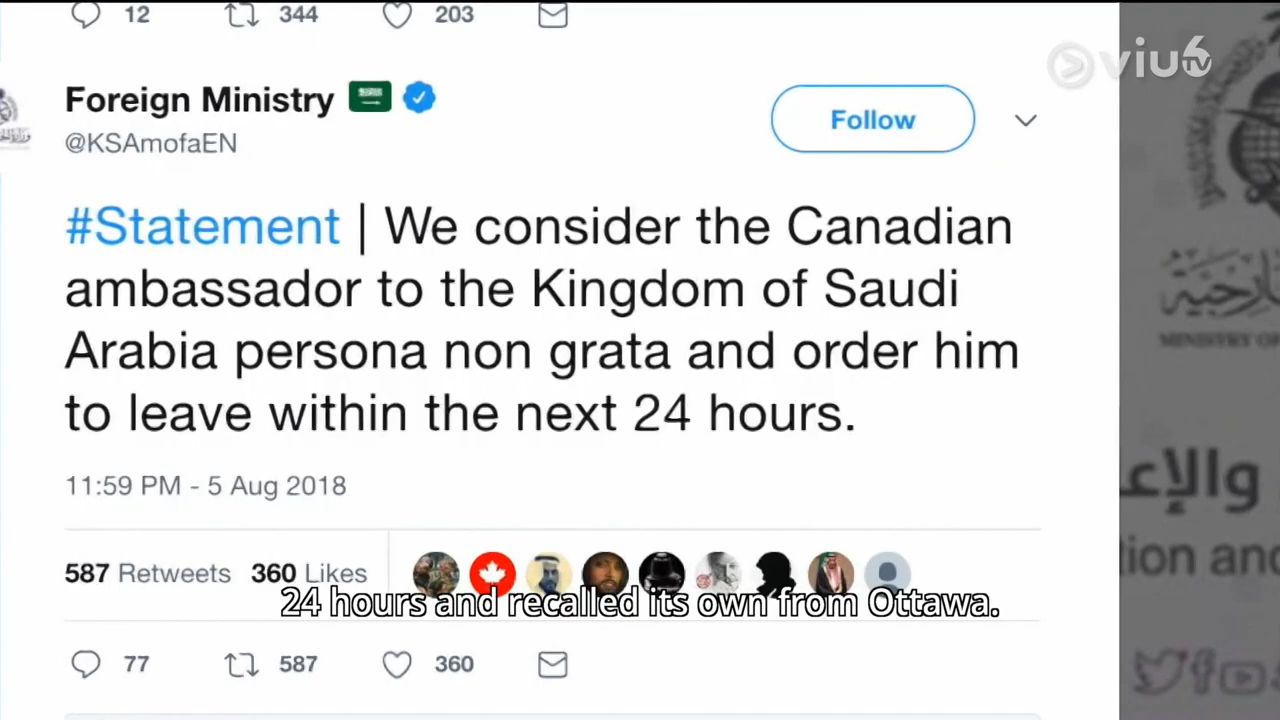 12 344 203
viu6
TV
Foreign Ministry
Follow
@KSAmofaEN
#Statement | We consider the Canadian
ambassador to the Kingdom of Saudi
Arabia persona non grata and order him
to leave within the next 24 hours.
11:59 PM - 5 Aug 2018
587 Retweets 360 Likes
24 hours and recalled its own from Ottawa.
77 587 360
MINISTRY OF
والإع
tion and